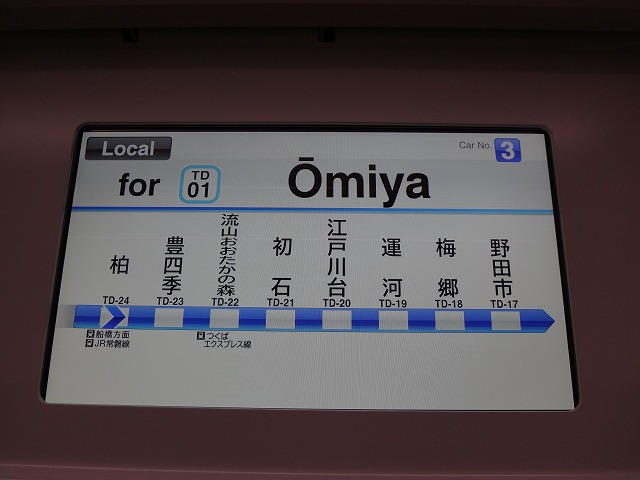 Local
Car No. 3
for TD 01 Ōmiya
柏
豊四季
流山おおたかの森
初石
江戸川台
運河
梅郷
野田市
TD-24 TD-23 TD-22 TD-21 TD-20 TD-19 TD-18 TD-17
船橋方面
JR常磐線
つくば
エクスプレス線